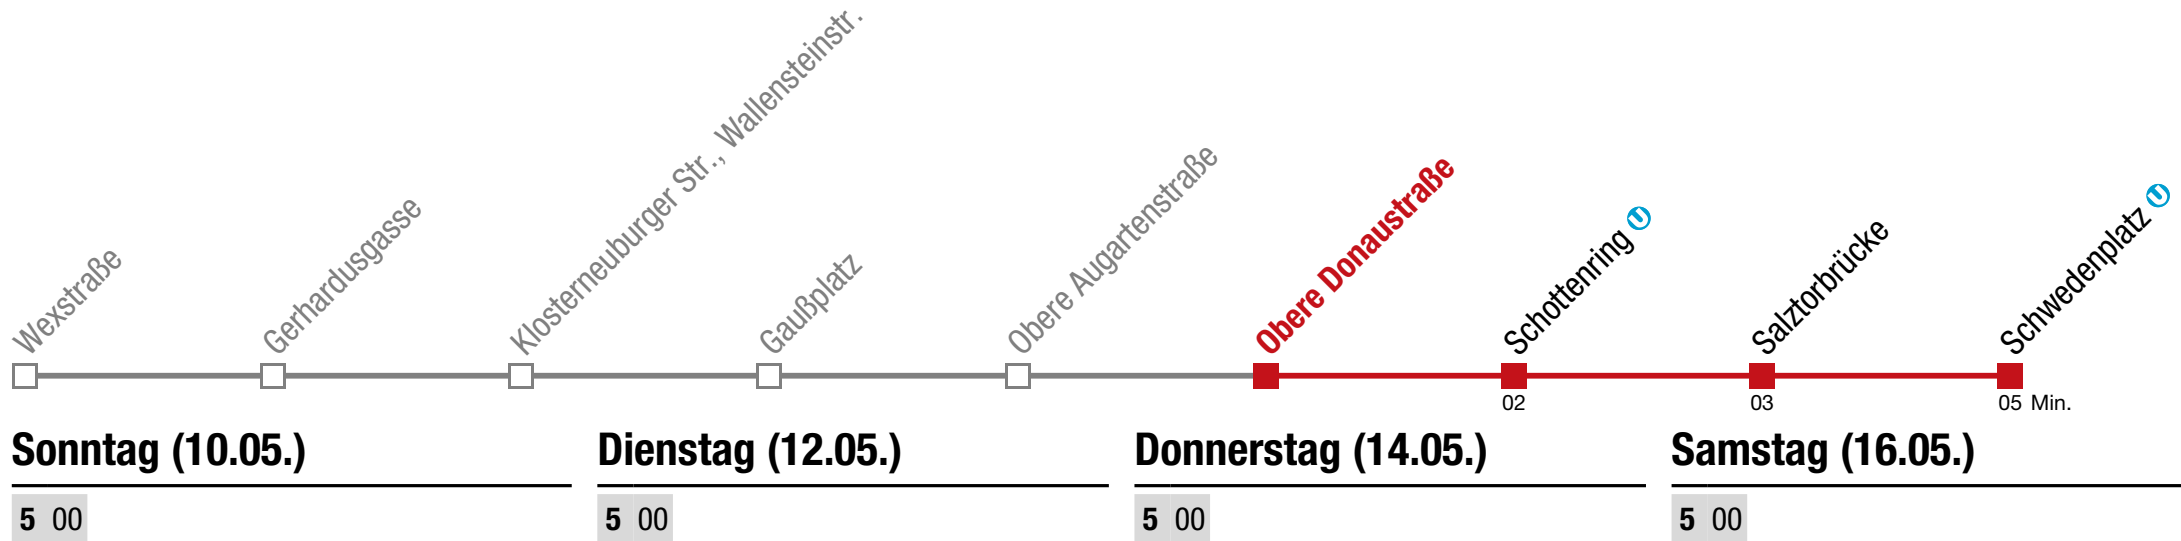 Wexstraße
Gerhardusgasse
Klosterneuburger Str., Wallensteinstr.
Gaußplatz
Obere Augartenstraße
Obere Donaustraße
Schottenring
Salztorbrücke
Schwedenplatz
02 03 05 Min.
Sonntag (10.05.) Dienstag (12.05.) Donnerstag (14.05.) Samstag (16.05.)
5 00 5 00 5 00 5 00